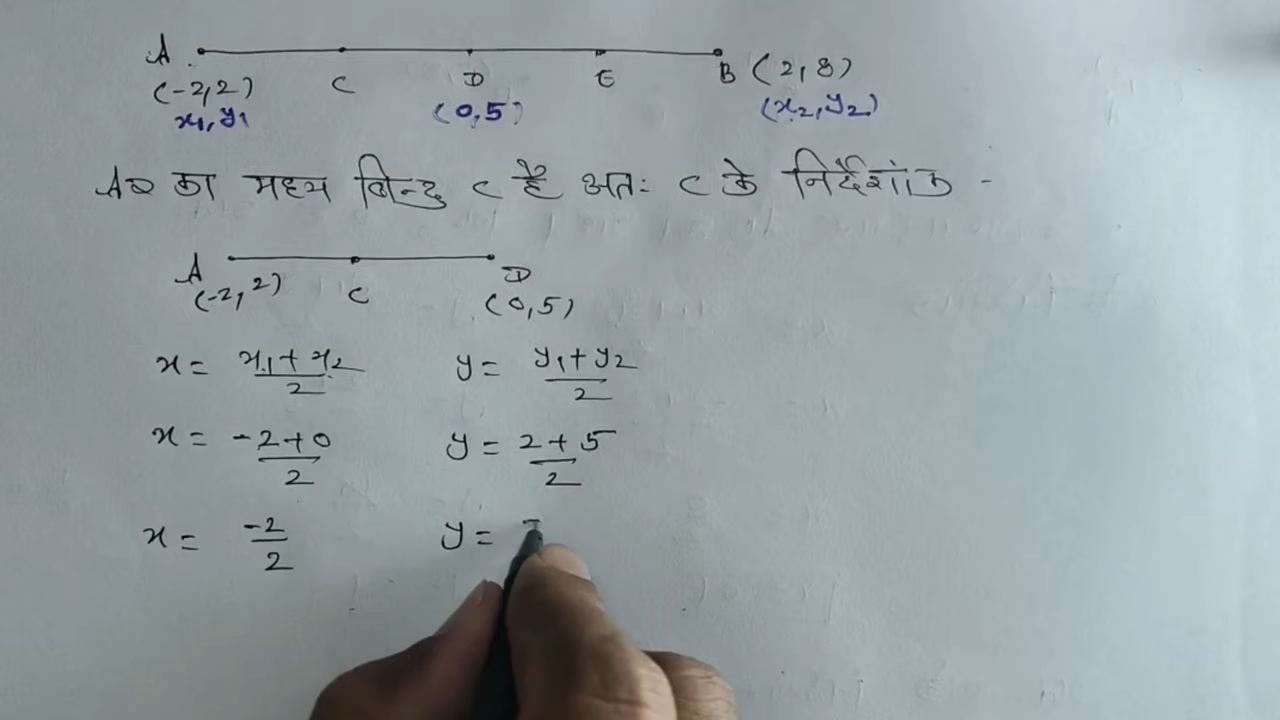 A C D E B (2,8)
(-2,2) (0,5) (x2,y2)
x1,y1
AD का मध्य बिन्दु C है अतः C के निर्देशांक -
A C D
(-2,2) (0,5)
x = x1+x2/2 y = y1+y2/2
x = -2+0/2 y = 2+5/2
x = -2/2 y =